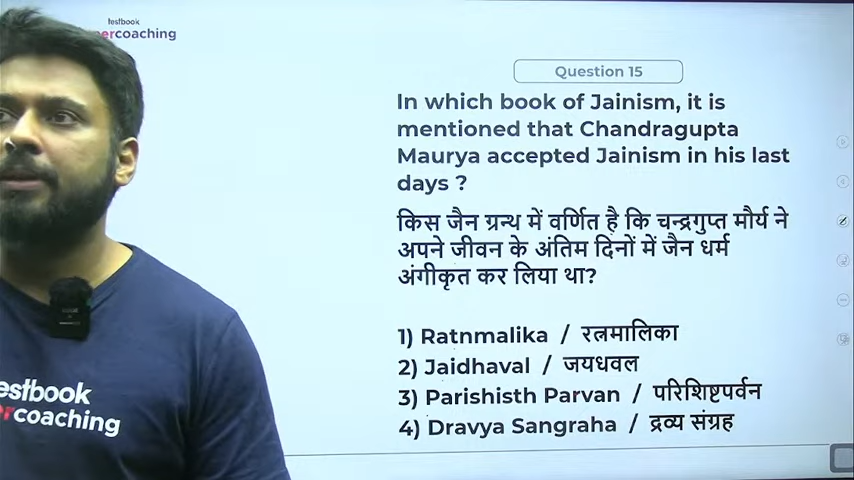 testbook
ercoaching
Question 15
In which book of Jainism, it is
mentioned that Chandragupta
Maurya accepted Jainism in his last
days ?
किस जैन ग्रन्थ में वर्णित है कि चन्द्रगुप्त मौर्य ने
अपने जीवन के अंतिम दिनों में जैन धर्म
अंगीकृत कर लिया था?
1) Ratnmalika / रत्नमालिका
2) Jaidhaval / जयधवल
3) Parishisth Parvan / परिशिष्टपर्वन
4) Dravya Sangraha / द्रव्य संग्रह
estbook
ercoaching